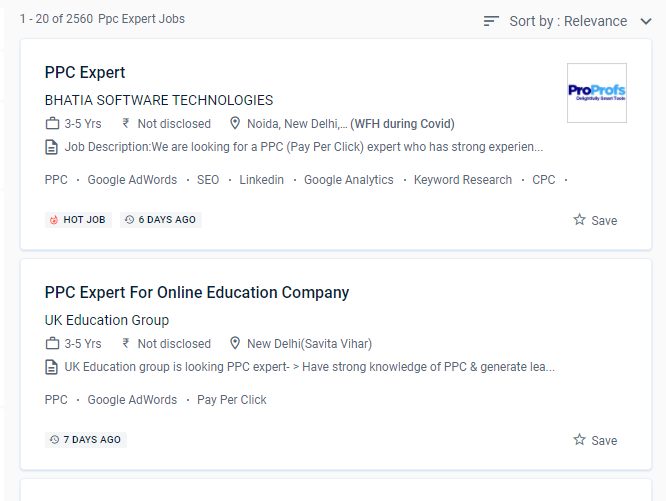 1 - 20 of 2560 Ppc Expert Jobs
Sort by : Relevance
PPC Expert
ProProfs
Delightfully Smart Tools
BHATIA SOFTWARE TECHNOLOGIES
3-5 Yrs ₹ Not disclosed Noida, New Delhi,... (WFH during Covid)
Job Description:We are looking for a PPC (Pay Per Click) expert who has strong experien...
PPC · Google AdWords · SEO · Linkedin · Google Analytics · Keyword Research · CPC ·
HOT JOB 6 DAYS AGO Save
PPC Expert For Online Education Company
UK Education Group
3-5 Yrs ₹ Not disclosed New Delhi(Savita Vihar)
UK Education group is looking PPC expert- > Have strong knowledge of PPC & generate lea...
PPC · Google AdWords · Pay Per Click
7 DAYS AGO Save